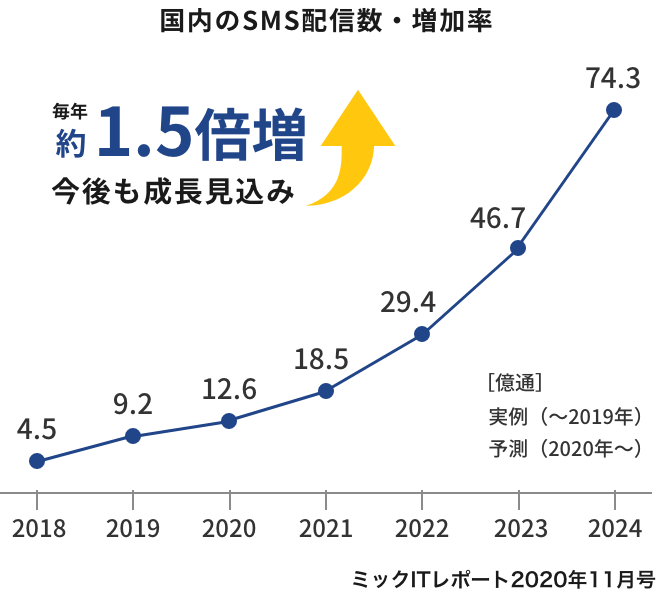 国内のSMS配信数・増加率
毎年
約1.5倍増
今後も成長見込み
74.3
46.7
29.4
18.5
12.6
9.2
4.5
［億通］
実例（～2019年）
予測（2020年～）
2018 2019 2020 2021 2022 2023 2024
ミックITレポート2020年11月号